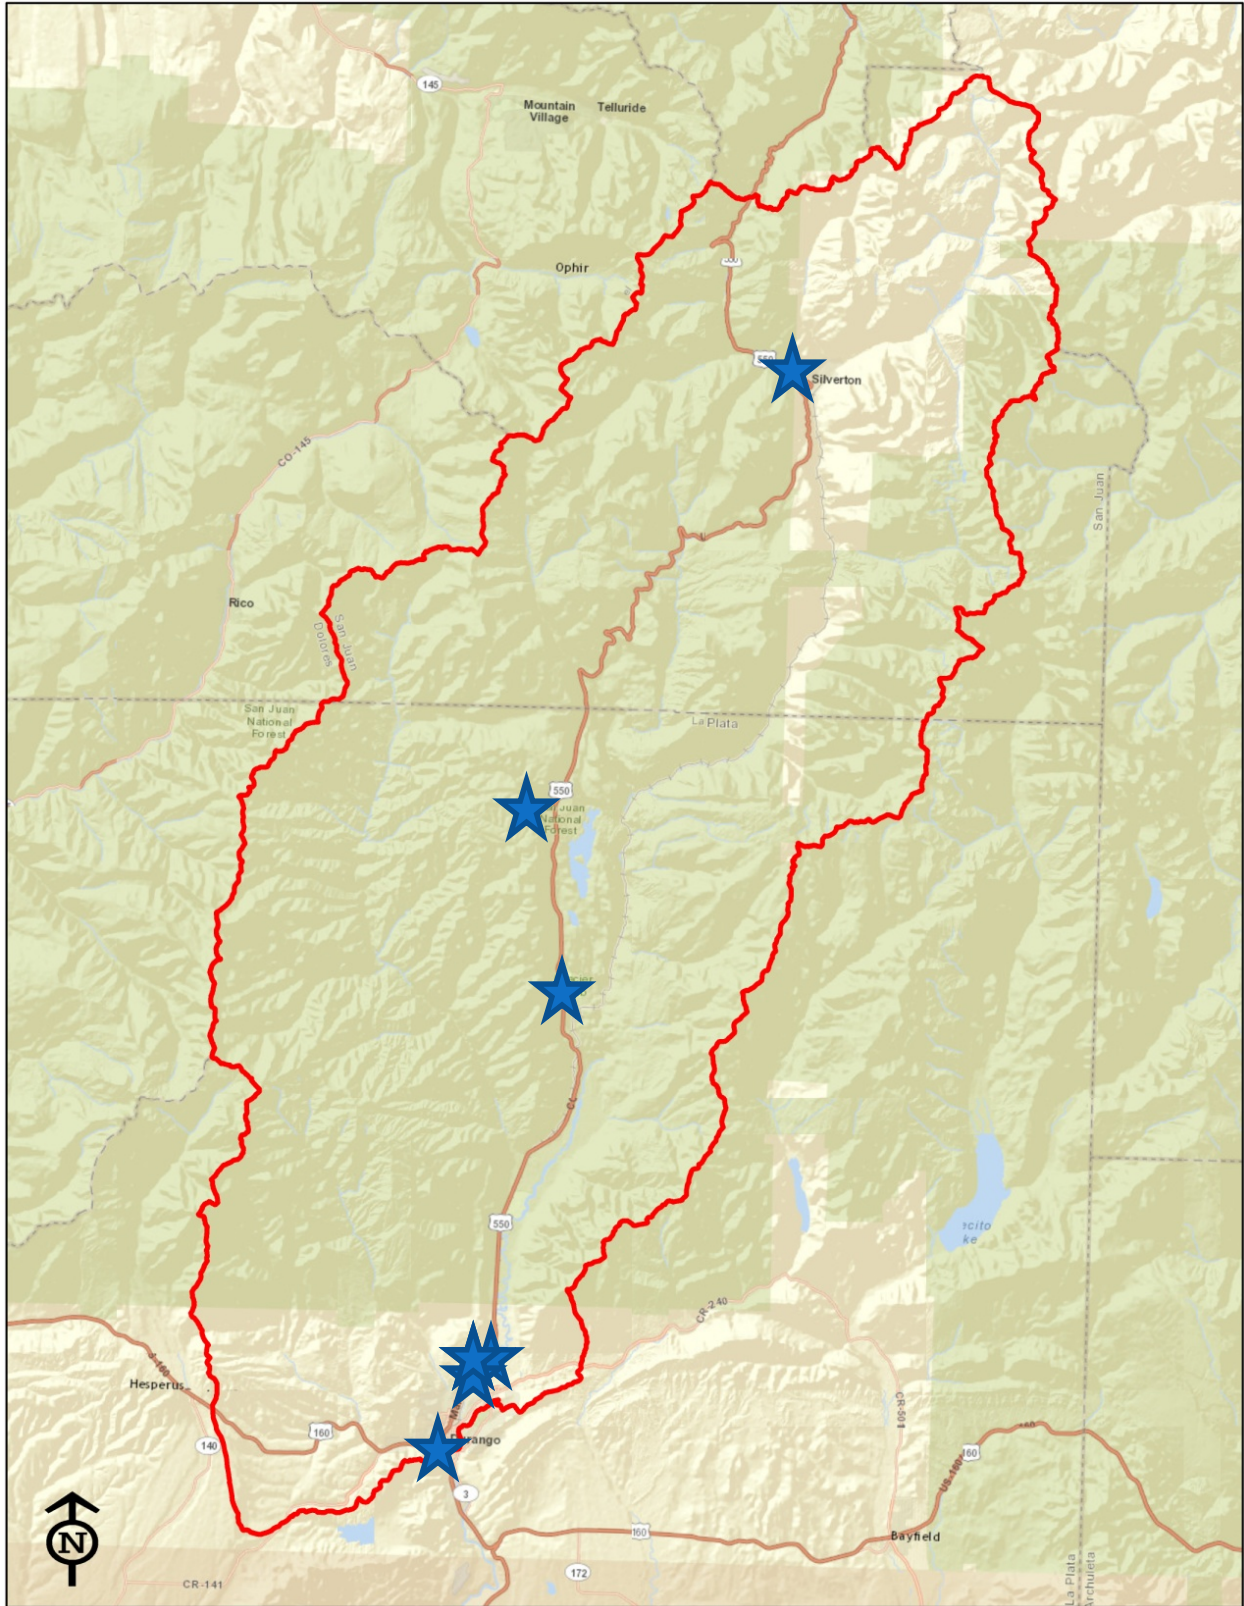 145
Mountain
Village
Telluride
Ophir
550
Silverton
CO-145
San Juan
Rico
San Juan
Dolores
San Juan
National
Forest
La Plata
550
Juan
National
Forest
550
CR-240
Hesperus
160
CR-501
160
140
Durango
US-160
160
3
N
160
Bayfield
172
CR-141
La Plata
Archuleta